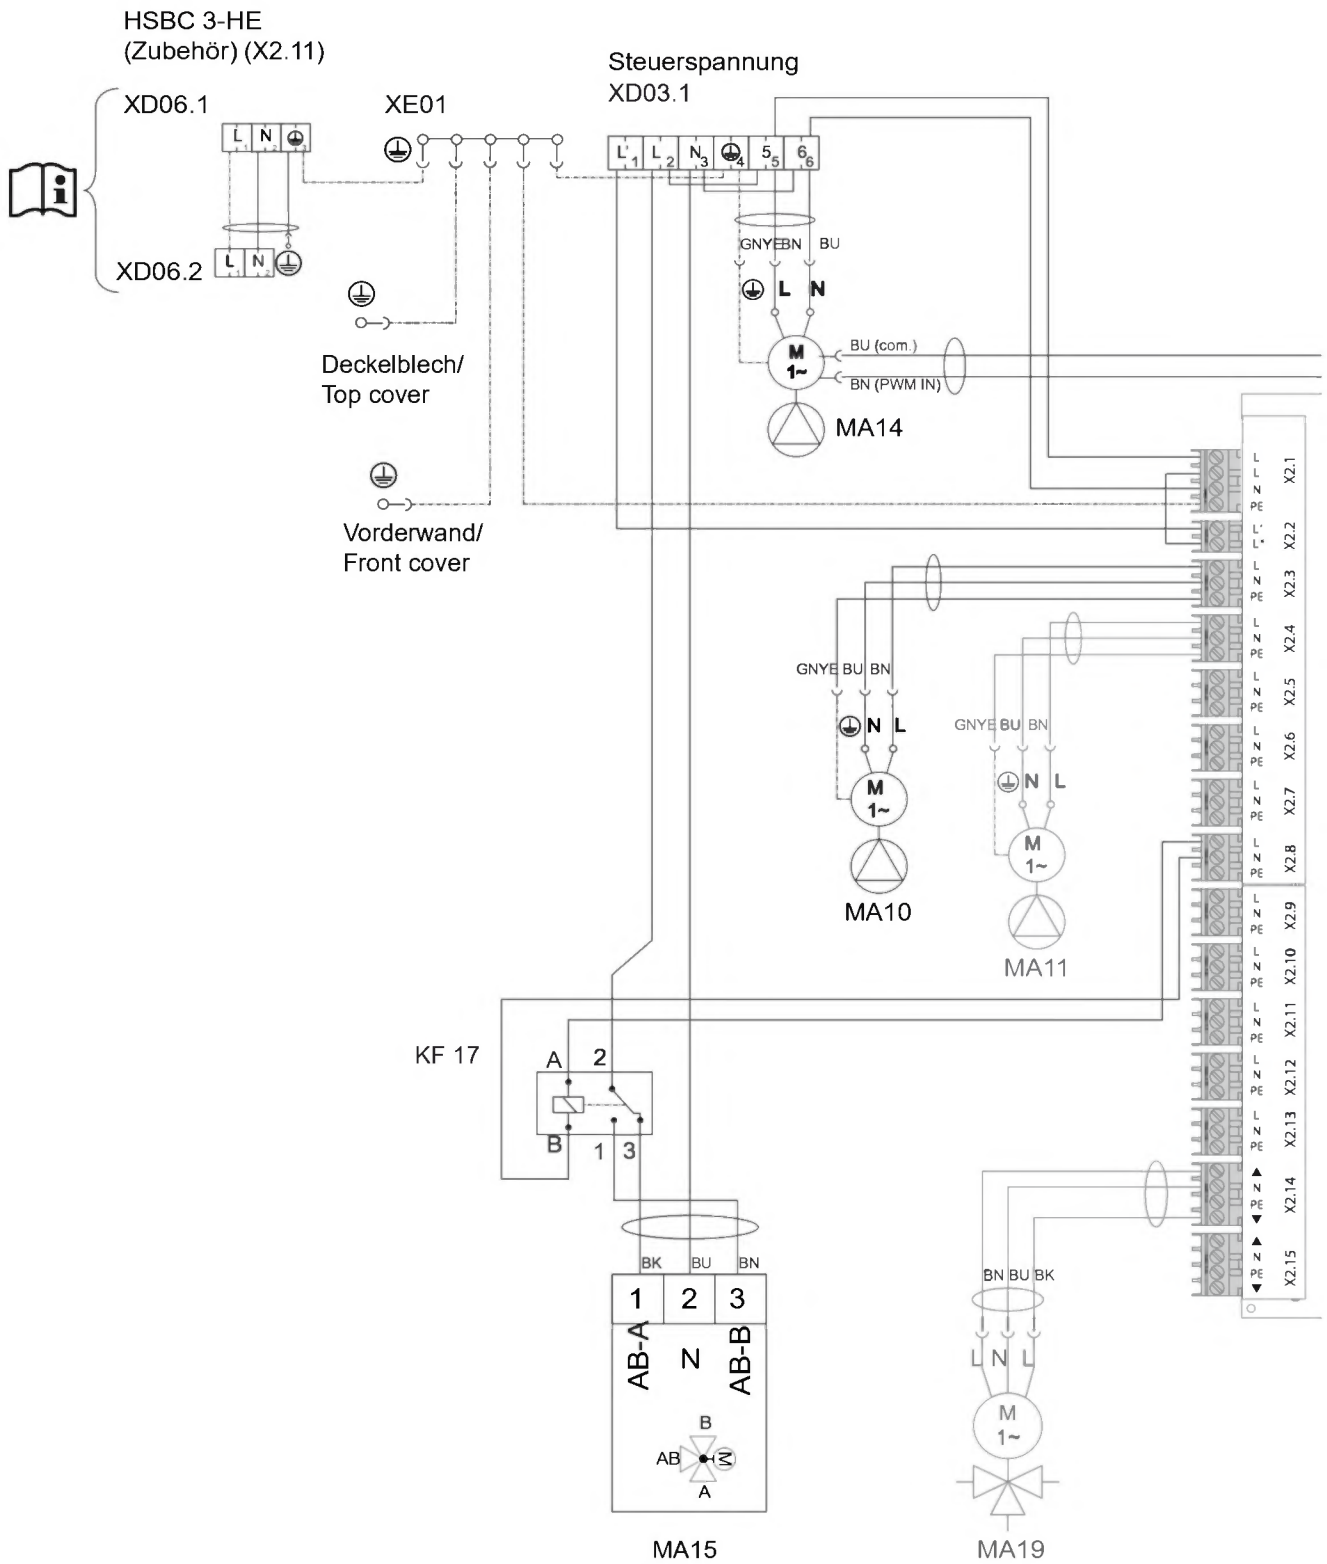 HSBC 3-HE
(Zubehör) (X2.11)
Steuerspannung
XD03.1
XD06.1
XE01
L 1 N 2 3
L' 1 L 2 N 3 4 5 5 6 6
i
XD06.2
L 1 N 2
GNYE BN BU
L N
M
1~
BU (com.)
BN (PWM IN)
MA14
Deckelblech/
Top cover
Vorderwand/
Front cover
L
L
N
PE
X2.1
L'
L*
X2.2
L
N
PE
X2.3
L
N
PE
X2.4
L
N
PE
X2.5
L
N
PE
X2.6
L
N
PE
X2.7
L
N
PE
X2.8
L
N
PE
X2.9
L
N
PE
X2.10
L
N
PE
X2.11
L
N
PE
X2.12
L
N
PE
X2.13
▲
N
PE
▼
X2.14
▲
N
PE
▼
X2.15
GNYE BU BN
N L
M
1~
MA10
GNYE BU BN
N L
M
1~
MA11
KF 17
A 2
B 1 3
BK BU BN
1 2 3
AB-A N AB-B
B
AB M
A
MA15
BN BU BK
L N L
M
1~
MA19